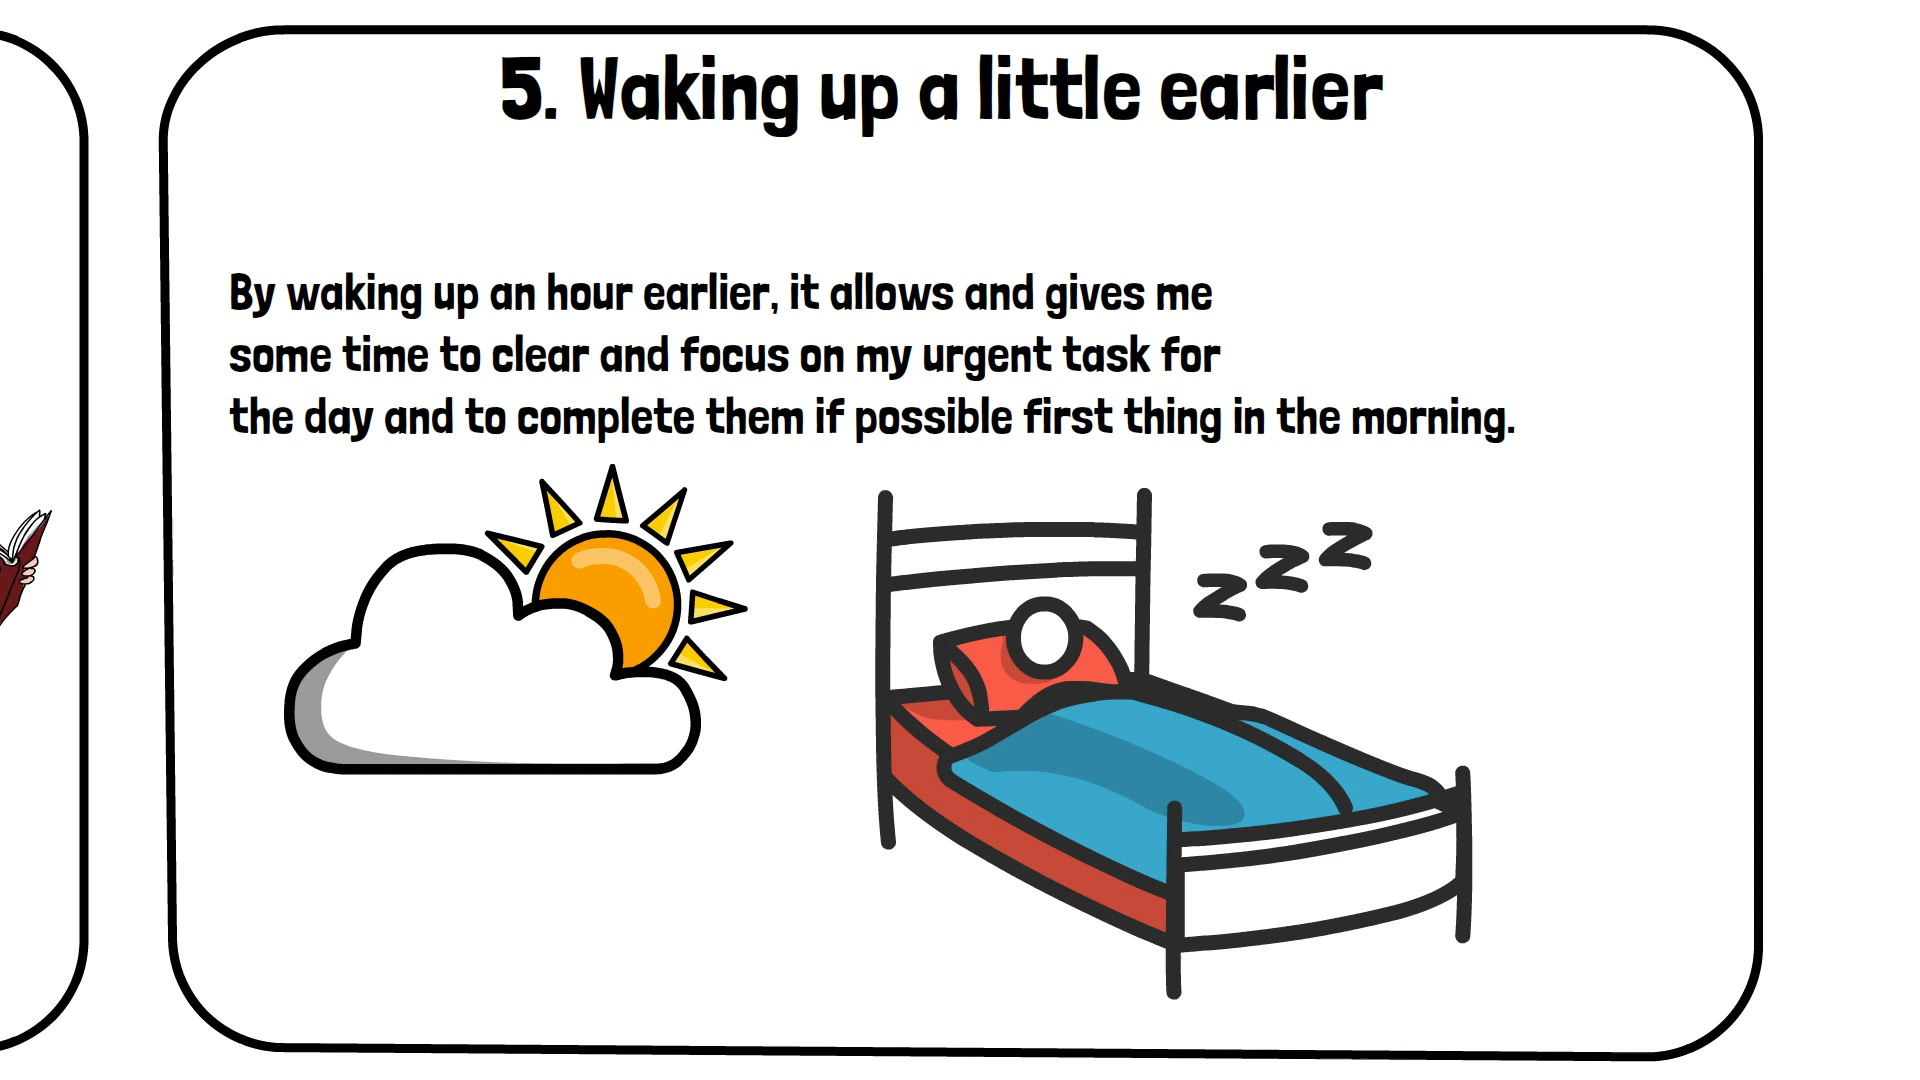 5. Waking up a little earlier
By waking up an hour earlier, it allows and gives me
some time to clear and focus on my urgent task for
the day and to complete them if possible first thing in the morning.
z z z